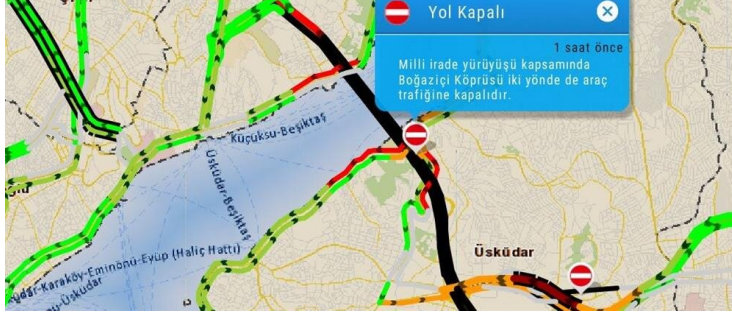 Yol Kapalı
1 saat önce
Milli irade yürüyüşü kapsamında
Boğaziçi Köprüsü iki yönde de araç
trafiğine kapalıdır.
Küçüksu-Beşiktaş
Üsküdar-Beşiktaş
Üsküdar
-Karaköy-Eminönü-Eyüp (Haliç Hattı)
-Üsküdar